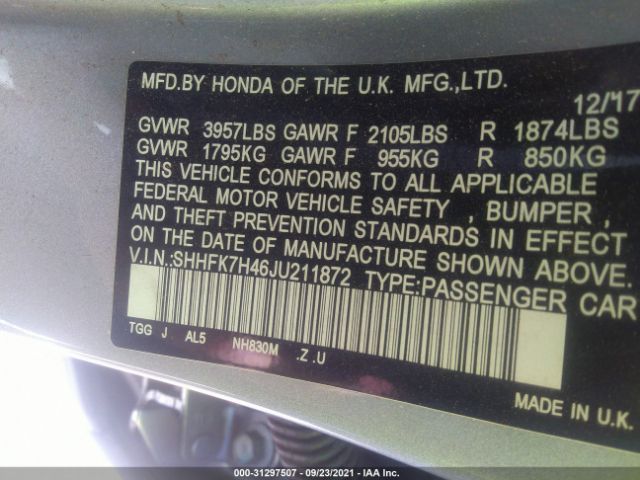 MFD.BY HONDA OF THE U.K. MFG.,LTD.
12/'17
GVWR 3957LBS GAWR F 2105LBS R 1874LBS
GVWR 1795KG GAWR F 955KG R 850KG
THIS VEHICLE CONFORMS TO ALL APPLICABLE
FEDERAL MOTOR VEHICLE SAFETY , BUMPER ,
AND THEFT PREVENTION STANDARDS IN EFFECT
ON THE DATE OF MANUFACTURE SHOWN ABOVE.
V.I.N.:SHHFK7H46JU211872 TYPE:PASSENGER CAR
TGG J AL5 NH830M .Z .U
MADE IN U.K.
000-31297507 - 09/23/2021 - IAA Inc.